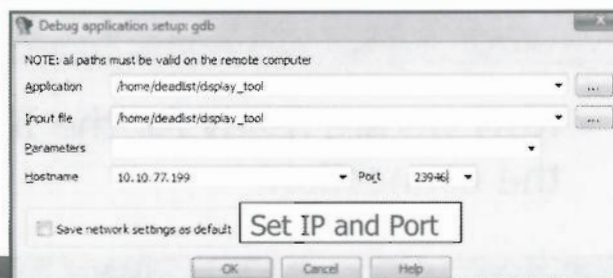 Debug application setup: gdb
NOTE: all paths must be valid on the remote computer
Application /home/deadlist/display_tool ...
Input file /home/deadlist/display_tool ...
Parameters
Hostname 10.10.77.199 Port 23946
Save network settings as default Set IP and Port
OK Cancel Help